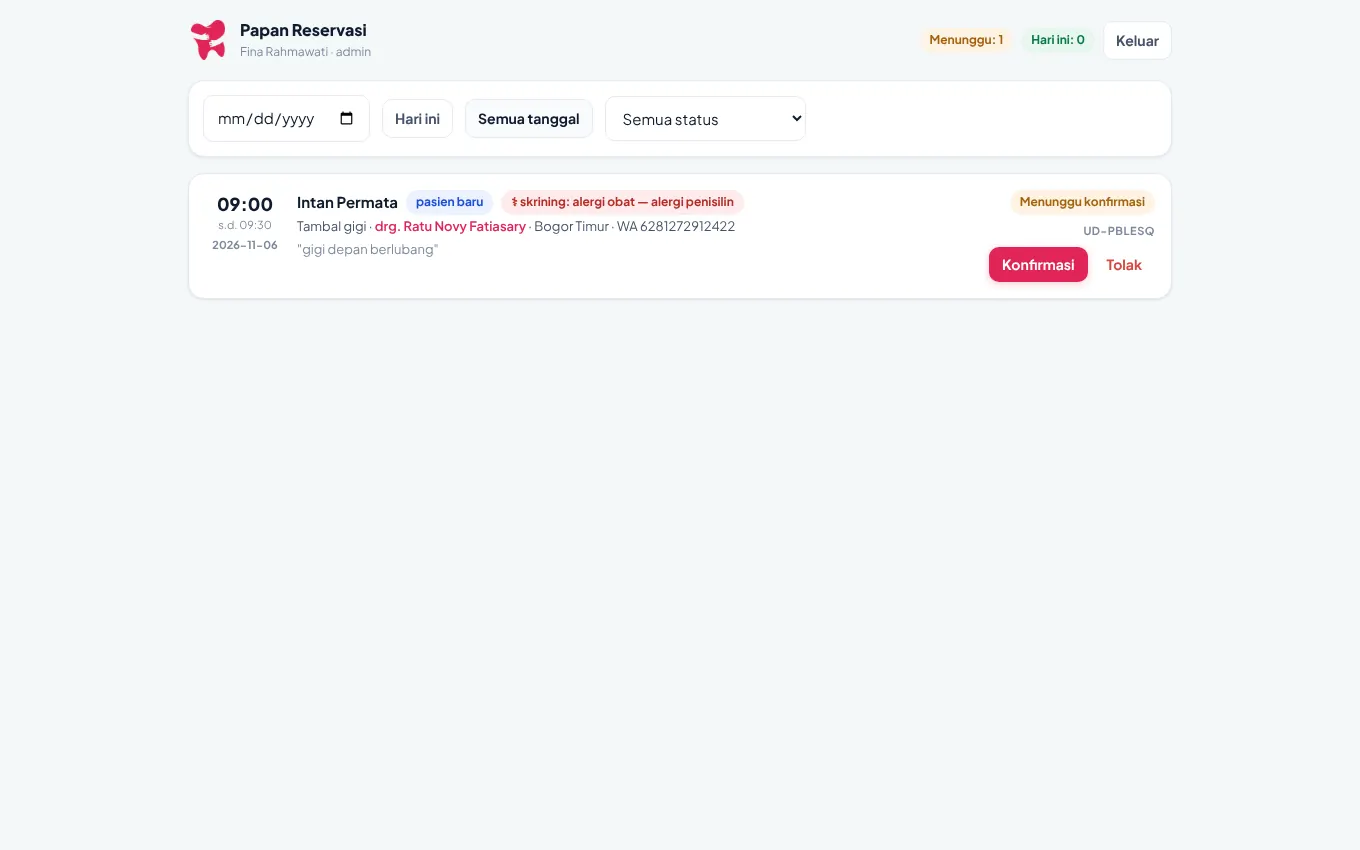 Papan Reservasi
Fina Rahmawati · admin
Menunggu: 1
Hari ini: 0
Keluar
mm/dd/yyyy
Hari ini
Semua tanggal
Semua status
09:00
s.d. 09:30
2026-11-06
Intan Permata pasien baru ⚕ skrining: alergi obat — alergi penisilin
Tambal gigi · drg. Ratu Novy Fatiasary · Bogor Timur · WA 6281272912422
"gigi depan berlubang"
Menunggu konfirmasi
UD-PBLESQ
Konfirmasi
Tolak